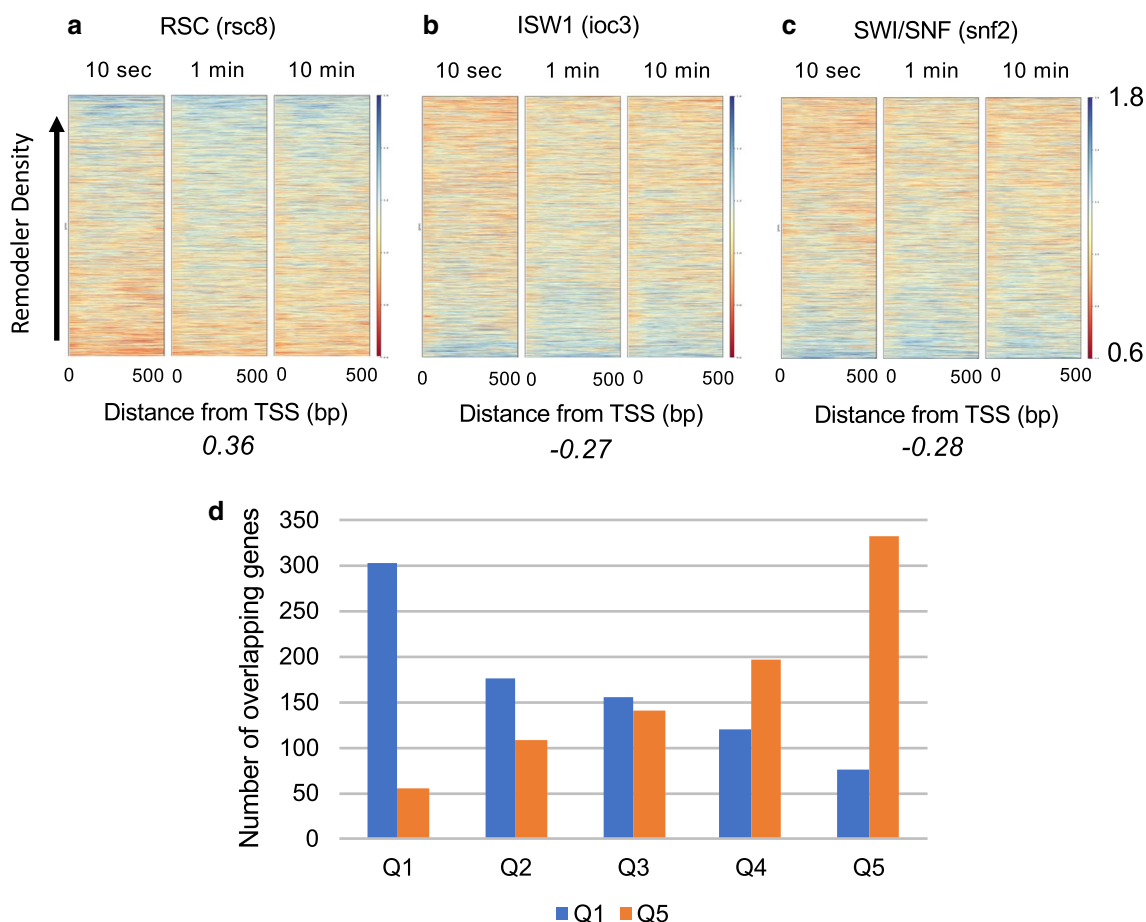 a RSC (rsc8)
b ISW1 (ioc3)
c SWI/SNF (snf2)
10 sec 1 min 10 min
10 sec 1 min 10 min
10 sec 1 min 10 min
Remodeler Density
1.8
0.6
0 500 0 500 0 500
0 500 0 500 0 500
0 500 0 500 0 500
Distance from TSS (bp)
Distance from TSS (bp)
Distance from TSS (bp)
0.36
-0.27
-0.28
d
Number of overlapping genes
350
300
250
200
150
100
50
0
Q1 Q2 Q3 Q4 Q5
Q1 Q5